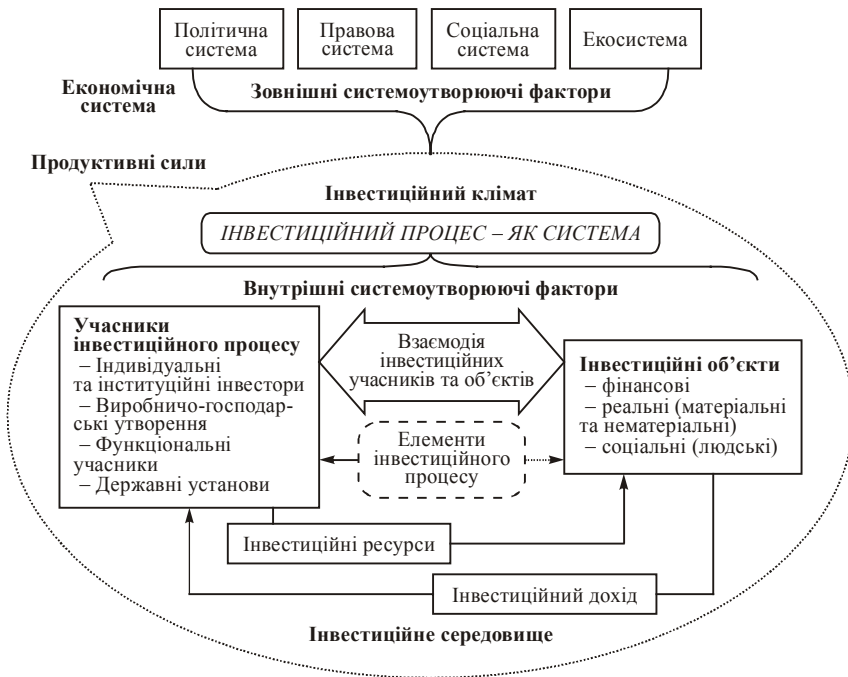 Політична
система
Правова
система
Соціальна
система
Екосистема
Економічна
система
Зовнішні системоутворюючі фактори
Продуктивні сили
Інвестиційний клімат
ІНВЕСТИЦІЙНИЙ ПРОЦЕС – ЯК СИСТЕМА
Внутрішні системоутворюючі фактори
Учасники
інвестиційного процесу
– Індивідуальні
та інституційні інвестори
– Виробничо-господар-
ські утворення
– Функціональні
учасники
– Державні установи
Взаємодія
інвестиційних
учасників та об’єктів
Інвестиційні об’єкти
– фінансові
– реальні (матеріальні
та нематеріальні)
– соціальні (людські)
Елементи
інвестиційного
процесу
Інвестиційні ресурси
Інвестиційний дохід
Інвестиційне середовище